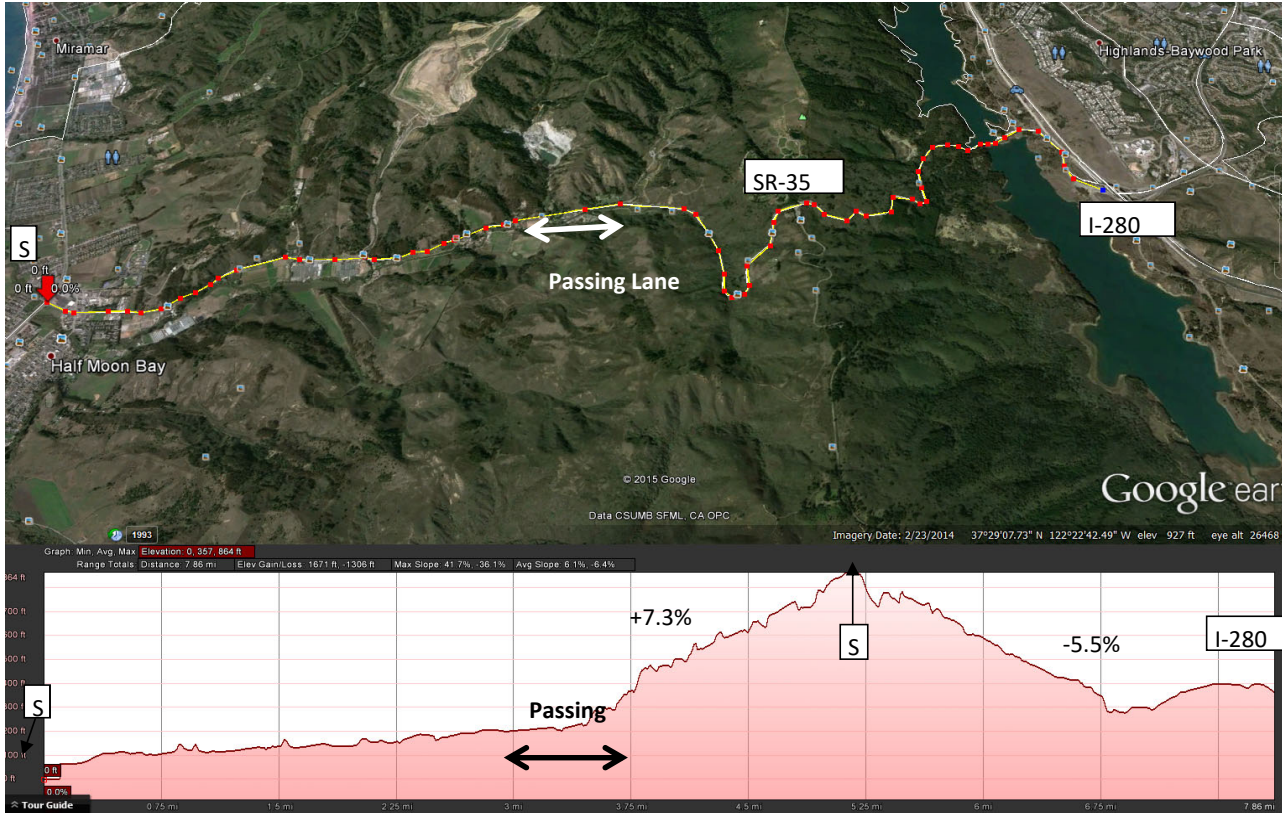 Miramar
Highlands-Baywood Park
SR-35
I-280
S
0 ft
0 ft 0.0%
Passing Lane
Half Moon Bay
© 2015 Google
Data CSUMB SFML, CA OPC
Google ear
1993
Imagery Date: 2/23/2014 37°29'07.73" N 122°22'42.49" W elev 927 ft eye alt 26468
Graph: Min, Avg, Max Elevation: 0, 357, 864 ft
Range Totals: Distance: 7.86 mi Elev Gain/Loss: 1671 ft, -1306 ft Max Slope: 41.7%, -36.1% Avg Slope: 6.1%, -6.4%
864 ft
700 ft
600 ft
500 ft
400 ft
300 ft
200 ft
100 ft
0 ft
+7.3%
S
-5.5%
I-280
S
Passing
0 ft
0.0%
Tour Guide
0.75 mi
1.5 mi
2.25 mi
3 mi
3.75 mi
4.5 mi
5.25 mi
6 mi
6.75 mi
7.86 mi